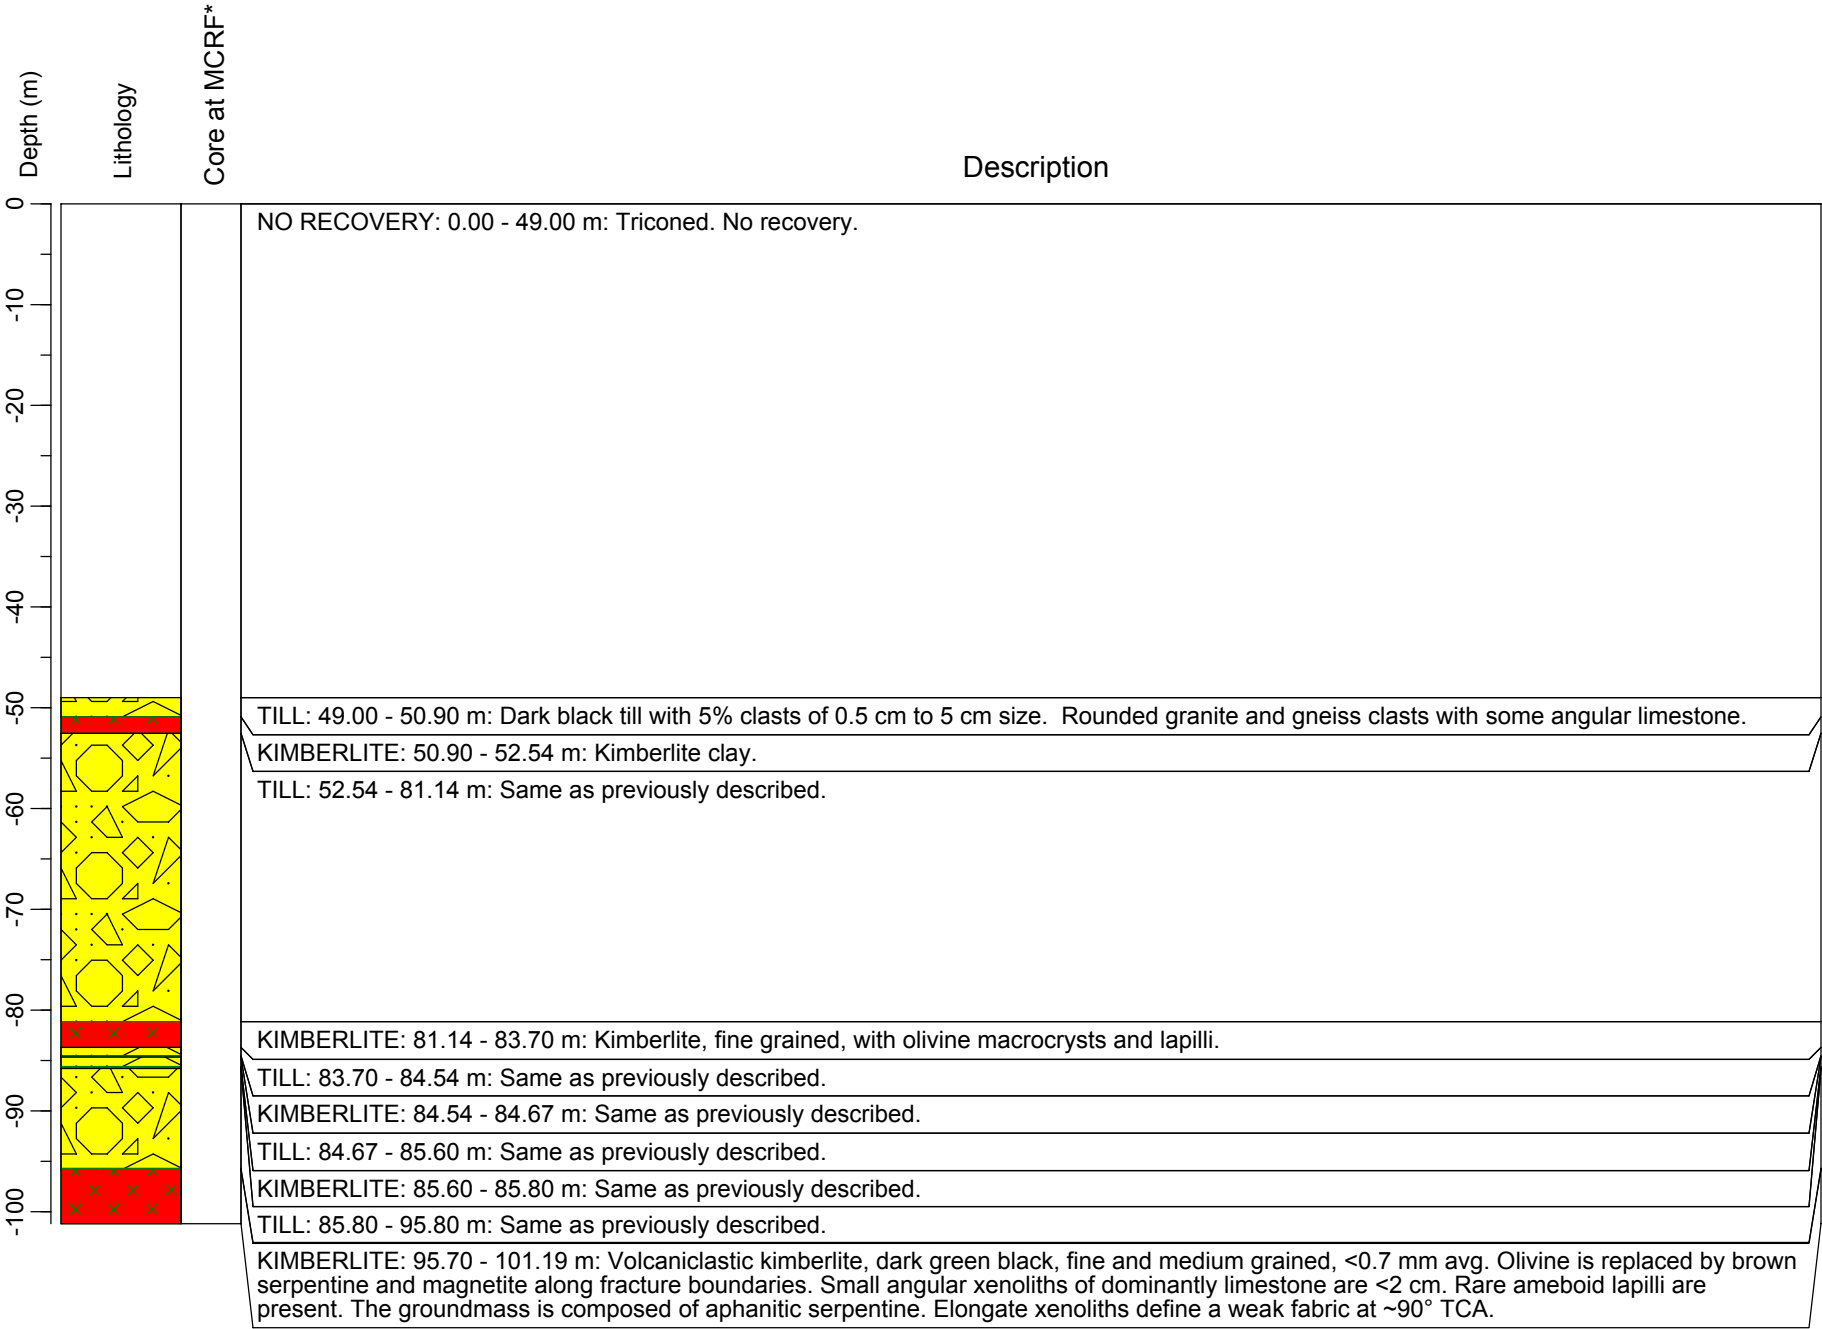 Depth (m)
Lithology
Core at MCRF*
Description
0
-10
-20
-30
-40
-50
-60
-70
-80
-90
-100
NO RECOVERY: 0.00 - 49.00 m: Triconed. No recovery.
TILL: 49.00 - 50.90 m: Dark black till with 5% clasts of 0.5 cm to 5 cm size.  Rounded granite and gneiss clasts with some angular limestone.
KIMBERLITE: 50.90 - 52.54 m: Kimberlite clay.
TILL: 52.54 - 81.14 m: Same as previously described.
KIMBERLITE: 81.14 - 83.70 m: Kimberlite, fine grained, with olivine macrocrysts and lapilli.
TILL: 83.70 - 84.54 m: Same as previously described.
KIMBERLITE: 84.54 - 84.67 m: Same as previously described.
TILL: 84.67 - 85.60 m: Same as previously described.
KIMBERLITE: 85.60 - 85.80 m: Same as previously described.
TILL: 85.80 - 95.80 m: Same as previously described.
KIMBERLITE: 95.70 - 101.19 m: Volcaniclastic kimberlite, dark green black, fine and medium grained, <0.7 mm avg. Olivine is replaced by brown
serpentine and magnetite along fracture boundaries. Small angular xenoliths of dominantly limestone are <2 cm. Rare ameboid lapilli are
present. The groundmass is composed of aphanitic serpentine. Elongate xenoliths define a weak fabric at ~90° TCA.